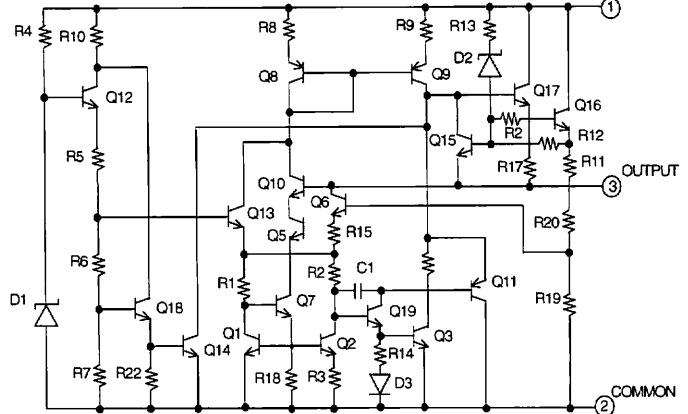 R4
R10
R8
R9
R13
1
D2
Q8
Q9
Q17
Q16
Q12
R2
R12
Q15
R5
R17
R11
OUTPUT
3
Q10
Q6
Q13
Q5
R15
R20
R6
R1
R2
C1
Q11
D1
Q18
Q7
Q19
R19
Q14
Q1
Q2
Q3
R14
R7
R22
R18
R3
D3
COMMON
2